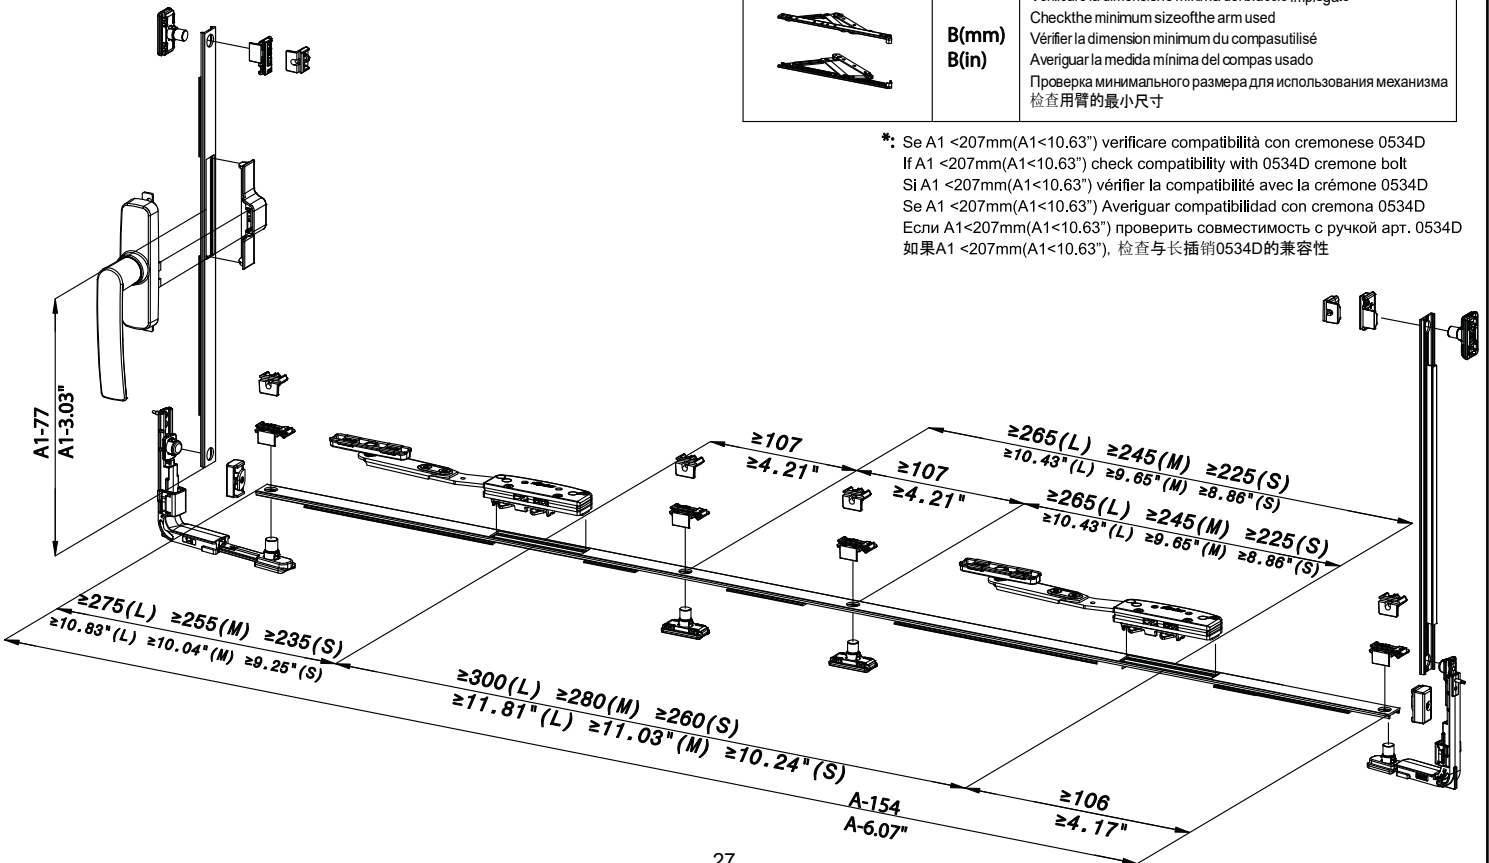 Verificare la dimensione minima del braccio impiegato
Checkthe minimum sizeofthe arm used
B(mm)
Vérifier la dimension minimum du compasutilisé
B(in)
Averiguar la medida mínima del compas usado
Проверка минимального размера для использования механизма
检查用臂的最小尺寸
*: Se A1 <207mm(A1<10.63”) verificare compatibilità con cremonese 0534D
If A1 <207mm(A1<10.63”) check compatibility with 0534D cremone bolt
Si A1 <207mm(A1<10.63”) vérifier la compatibilité avec la crémone 0534D
Se A1 <207mm(A1<10.63”) Averiguar compatibilidad con cremona 0534D
Если A1<207mm(A1<10.63”) проверить совместимость с ручкой арт. 0534D
如果A1 <207mm(A1<10.63”), 检查与长插销0534D的兼容性
A1-77
A1-3.03"
≥107
≥4.21"
≥107
≥4.21"
≥265(L) ≥245(M) ≥225(S)
≥10.43"(L) ≥9.65"(M) ≥8.86"(S)
≥265(L) ≥245(M) ≥225(S)
≥10.43"(L) ≥9.65"(M) ≥8.86"(S)
≥275(L) ≥255(M) ≥235(S)
≥10.83"(L) ≥10.04"(M) ≥9.25"(S)
≥300(L) ≥280(M) ≥260(S)
≥11.81"(L) ≥11.03"(M) ≥10.24"(S)
A-154
A-6.07"
≥106
≥4.17"
27